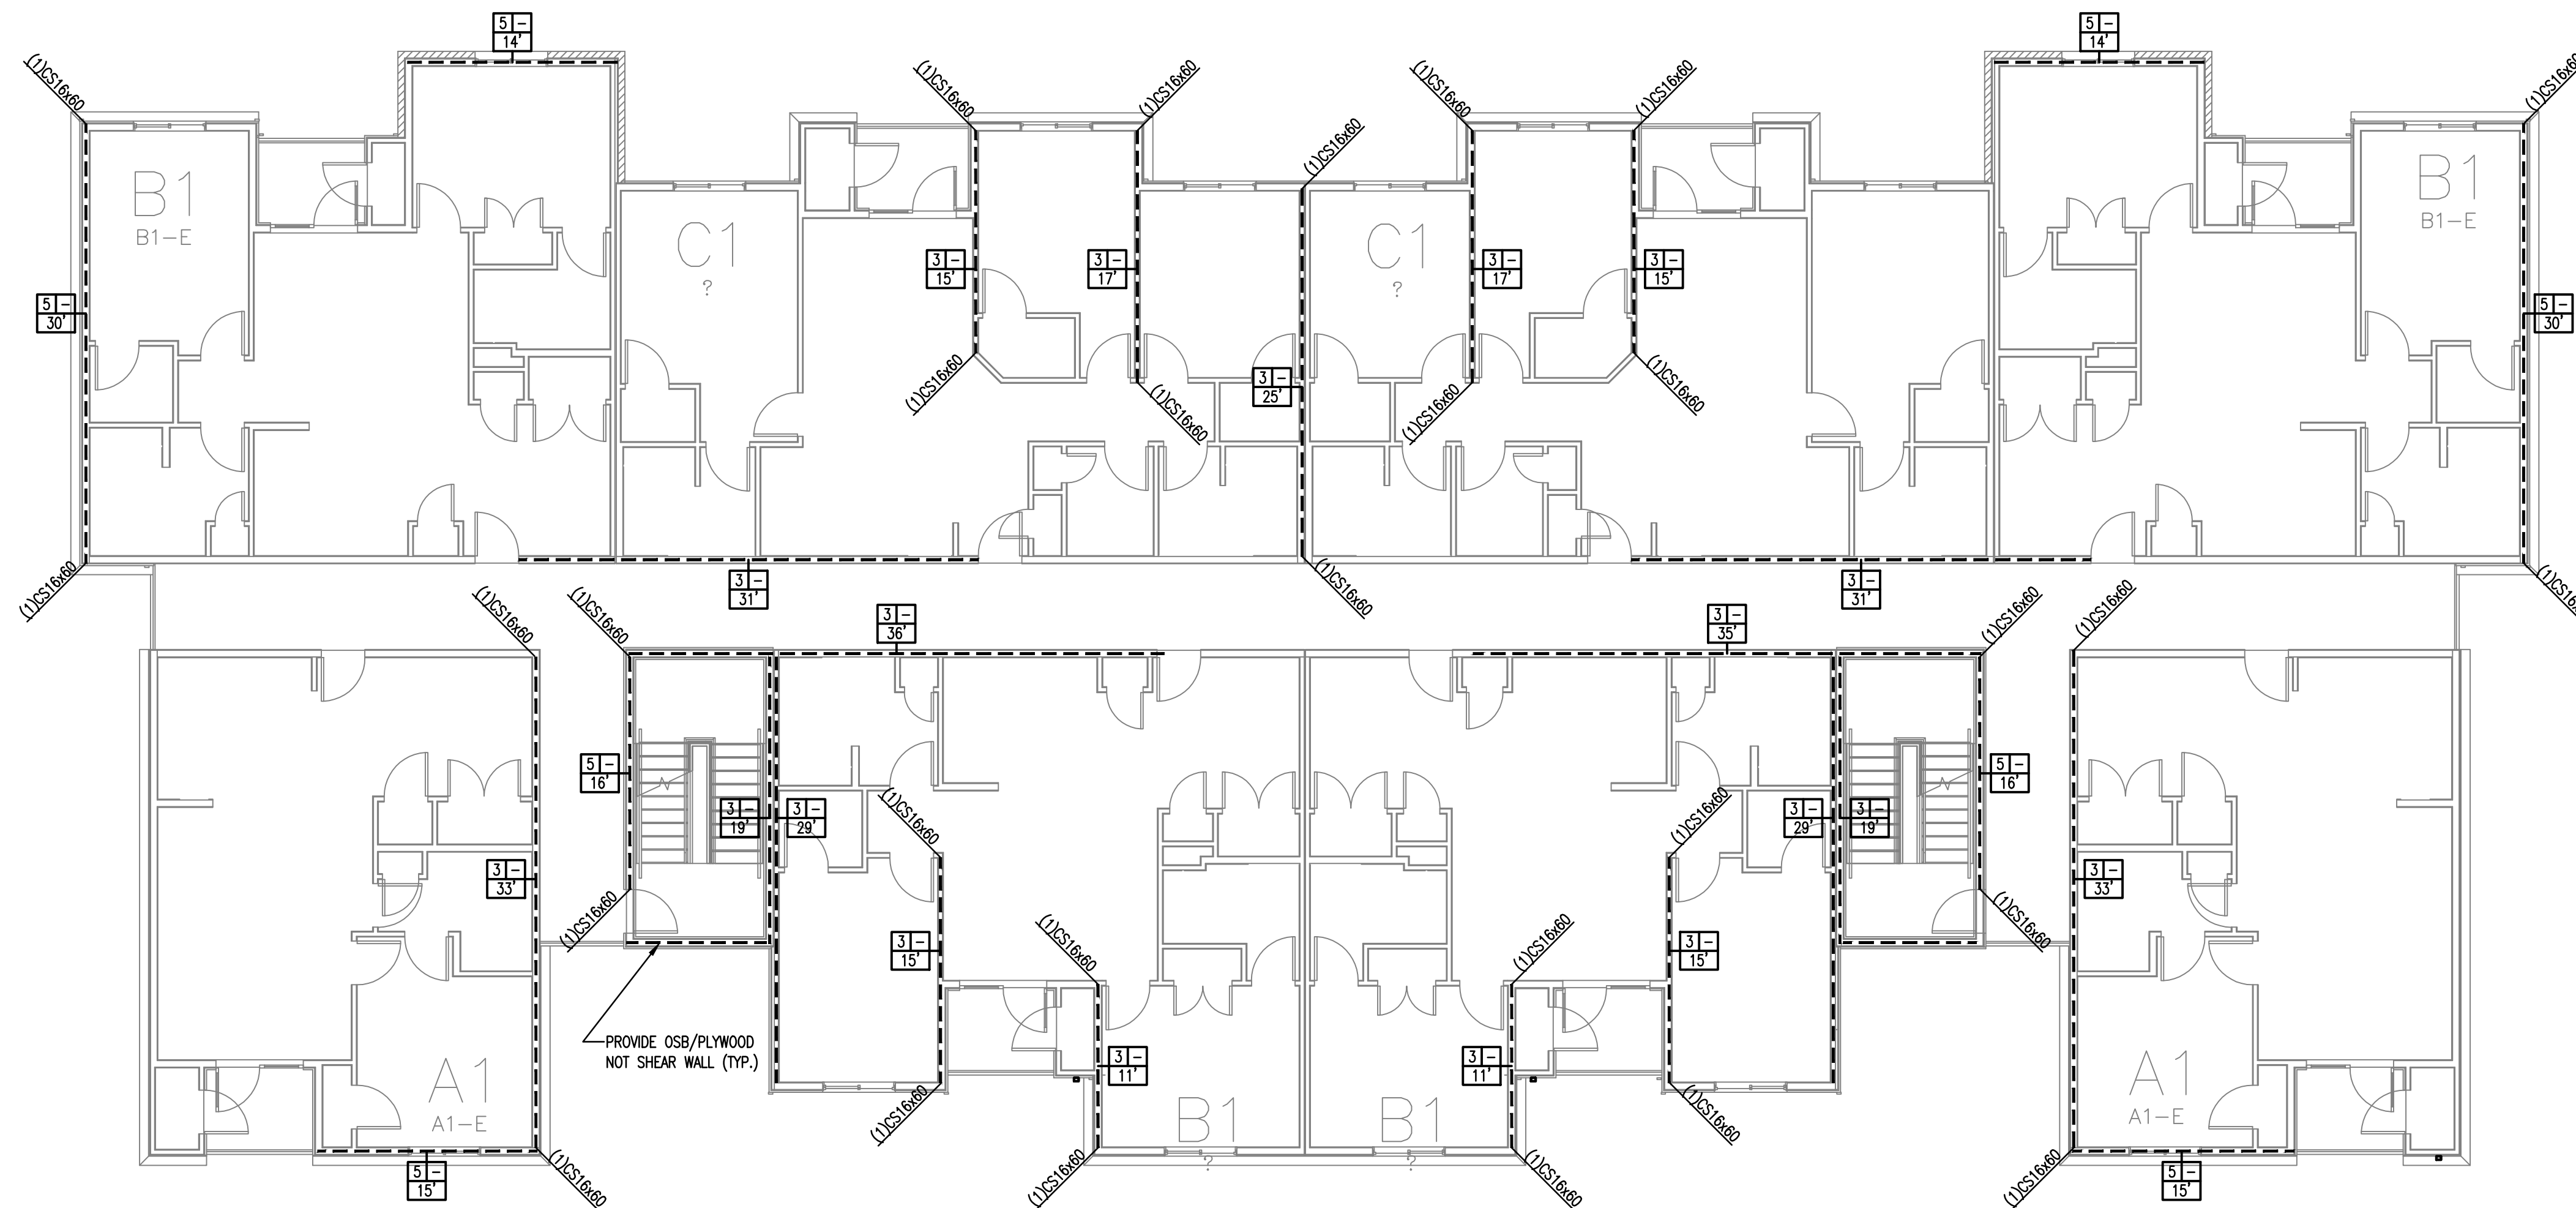 5 -
14'
5 -
14'
(1)CS16x60
(1)CS16x60
(1)CS16x60
(1)CS16x60
(1)CS16x60
(1)CS16x60
(1)CS16x60
B1
B1-E
C1
?
C1
?
B1
B1-E
3 -
15'
3 -
17'
3 -
17'
3 -
15'
5 -
30'
5 -
30'
3 -
25'
(1)CS16x60
(1)CS16x60
(1)CS16x60
(1)CS16x60
(1)CS16x60
(1)CS16x60
(1)CS16x60
3 -
31'
3 -
31'
(1)CS16x60
(1)CS16x60
(1)CS16x60
(1)CS16x60
3 -
36'
3 -
35'
5 -
16'
5 -
16'
3 -
19'
3 -
29'
3 -
29'
3 -
19'
(1)CS16x60
(1)CS16x60
3 -
33'
3 -
33'
(1)CS16x60
(1)CS16x60
(1)CS16x60
(1)CS16x60
3 -
15'
3 -
15'
PROVIDE OSB/PLYWOOD
NOT SHEAR WALL (TYP.)
3 -
11'
3 -
11'
A1
A1-E
B1
?
B1
?
A1
A1-E
(1)CS16x60
(1)CS16x60
5 -
15'
(1)CS16x60
(1)CS16x60
(1)CS16x60
(1)CS16x60
5 -
15'